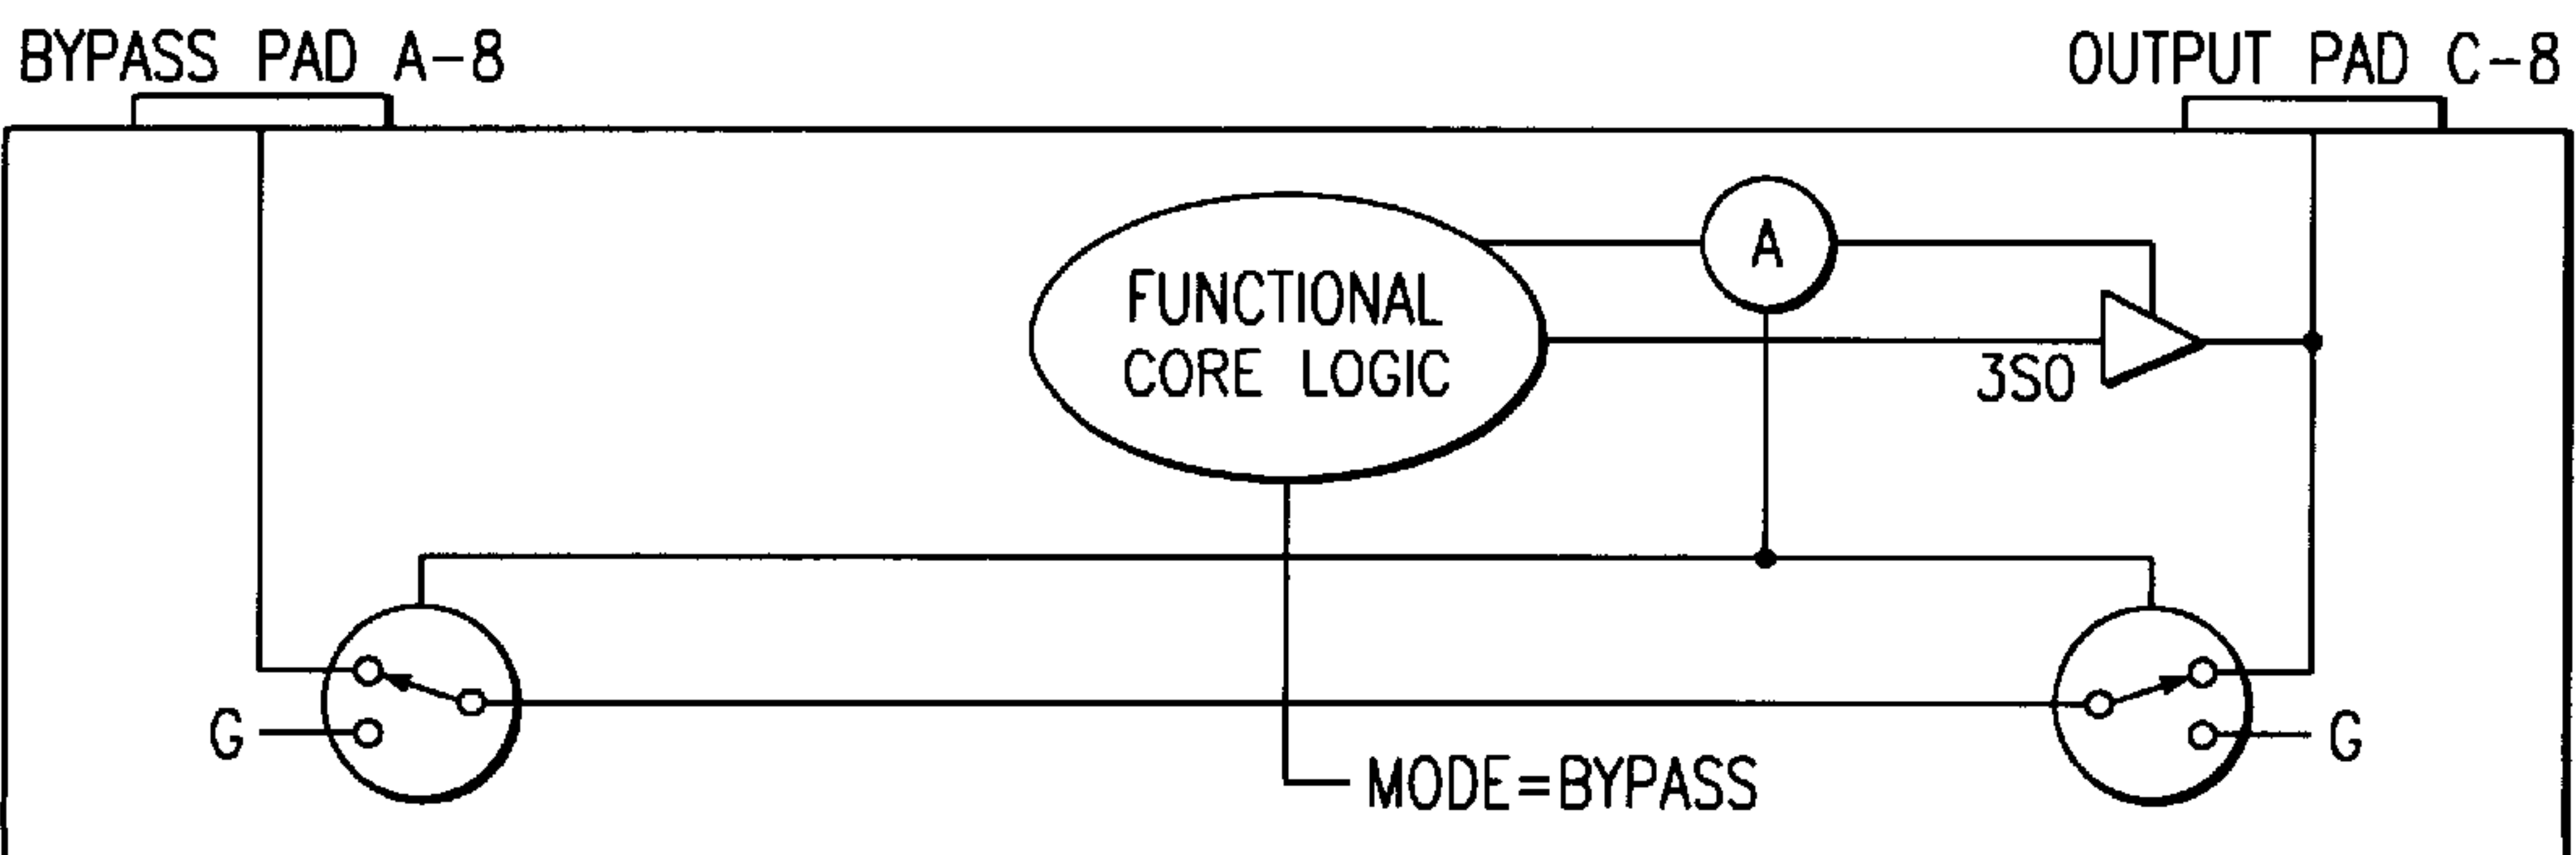 BYPASS PAD A-8
OUTPUT PAD C-8
A
FUNCTIONAL
CORE LOGIC
3SO
G
G
MODE=BYPASS